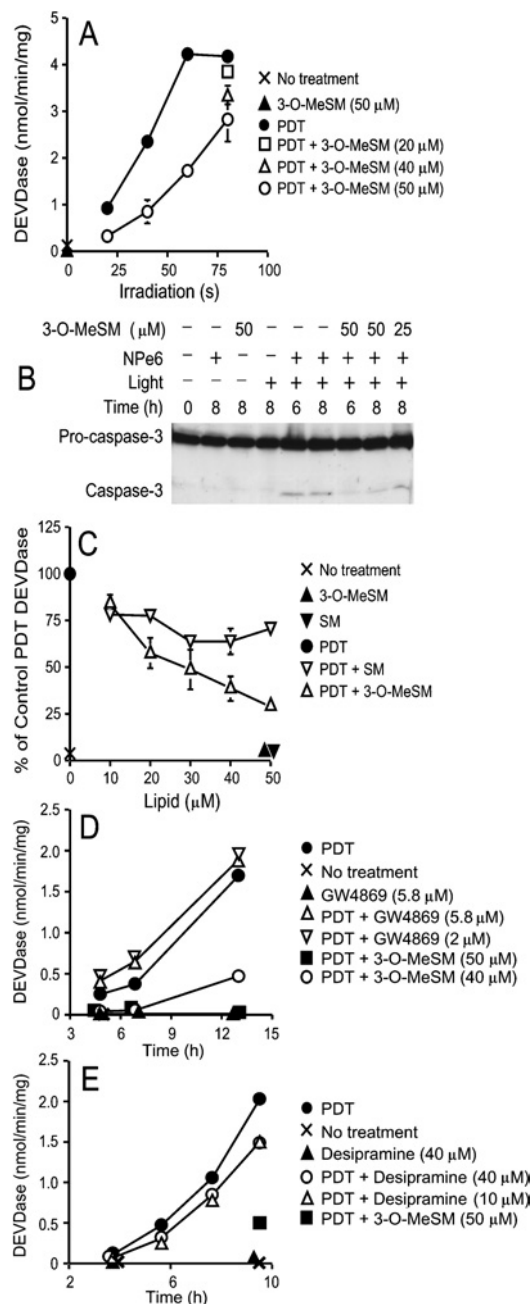 A
DEVDase (nmol/min/mg)
5
4
3
2
1
0
0 25 50 75 100
Irradiation (s)
No treatment
3-O-MeSM (50 μM)
PDT
PDT + 3-O-MeSM (20 μM)
PDT + 3-O-MeSM (40 μM)
PDT + 3-O-MeSM (50 μM)
B
3-O-MeSM (μM) – – 50 – – – 50 50 25
NPe6 – + – – + + + + +
Light – – – + + + + + +
Time (h) 0 8 8 8 6 8 6 8 8
Pro-caspase-3
Caspase-3
C
% of Control PDT DEVDase
125
100
75
50
25
0
0 10 20 30 40 50
Lipid (μM)
No treatment
3-O-MeSM
SM
PDT
PDT + SM
PDT + 3-O-MeSM
D
DEVDase (nmol/min/mg)
2.5
2.0
1.5
1.0
0.5
0
3 6 9 12 15
Time (h)
PDT
No treatment
GW4869 (5.8 μM)
PDT + GW4869 (5.8 μM)
PDT + GW4869 (2 μM)
PDT + 3-O-MeSM (50 μM)
PDT + 3-O-MeSM (40 μM)
E
DEVDase (nmol/min/mg)
2.5
2.0
1.5
1.0
0.5
0
2 6 10
Time (h)
PDT
No treatment
Desipramine (40 μM)
PDT + Desipramine (40 μM)
PDT + Desipramine (10 μM)
PDT + 3-O-MeSM (50 μM)